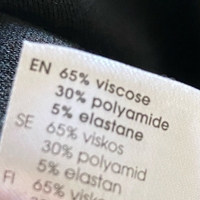 EN 65% viscose
30% polyamide
5% elastane
SE 65% viskos
30% polyamid
5% elastan
FI 65%